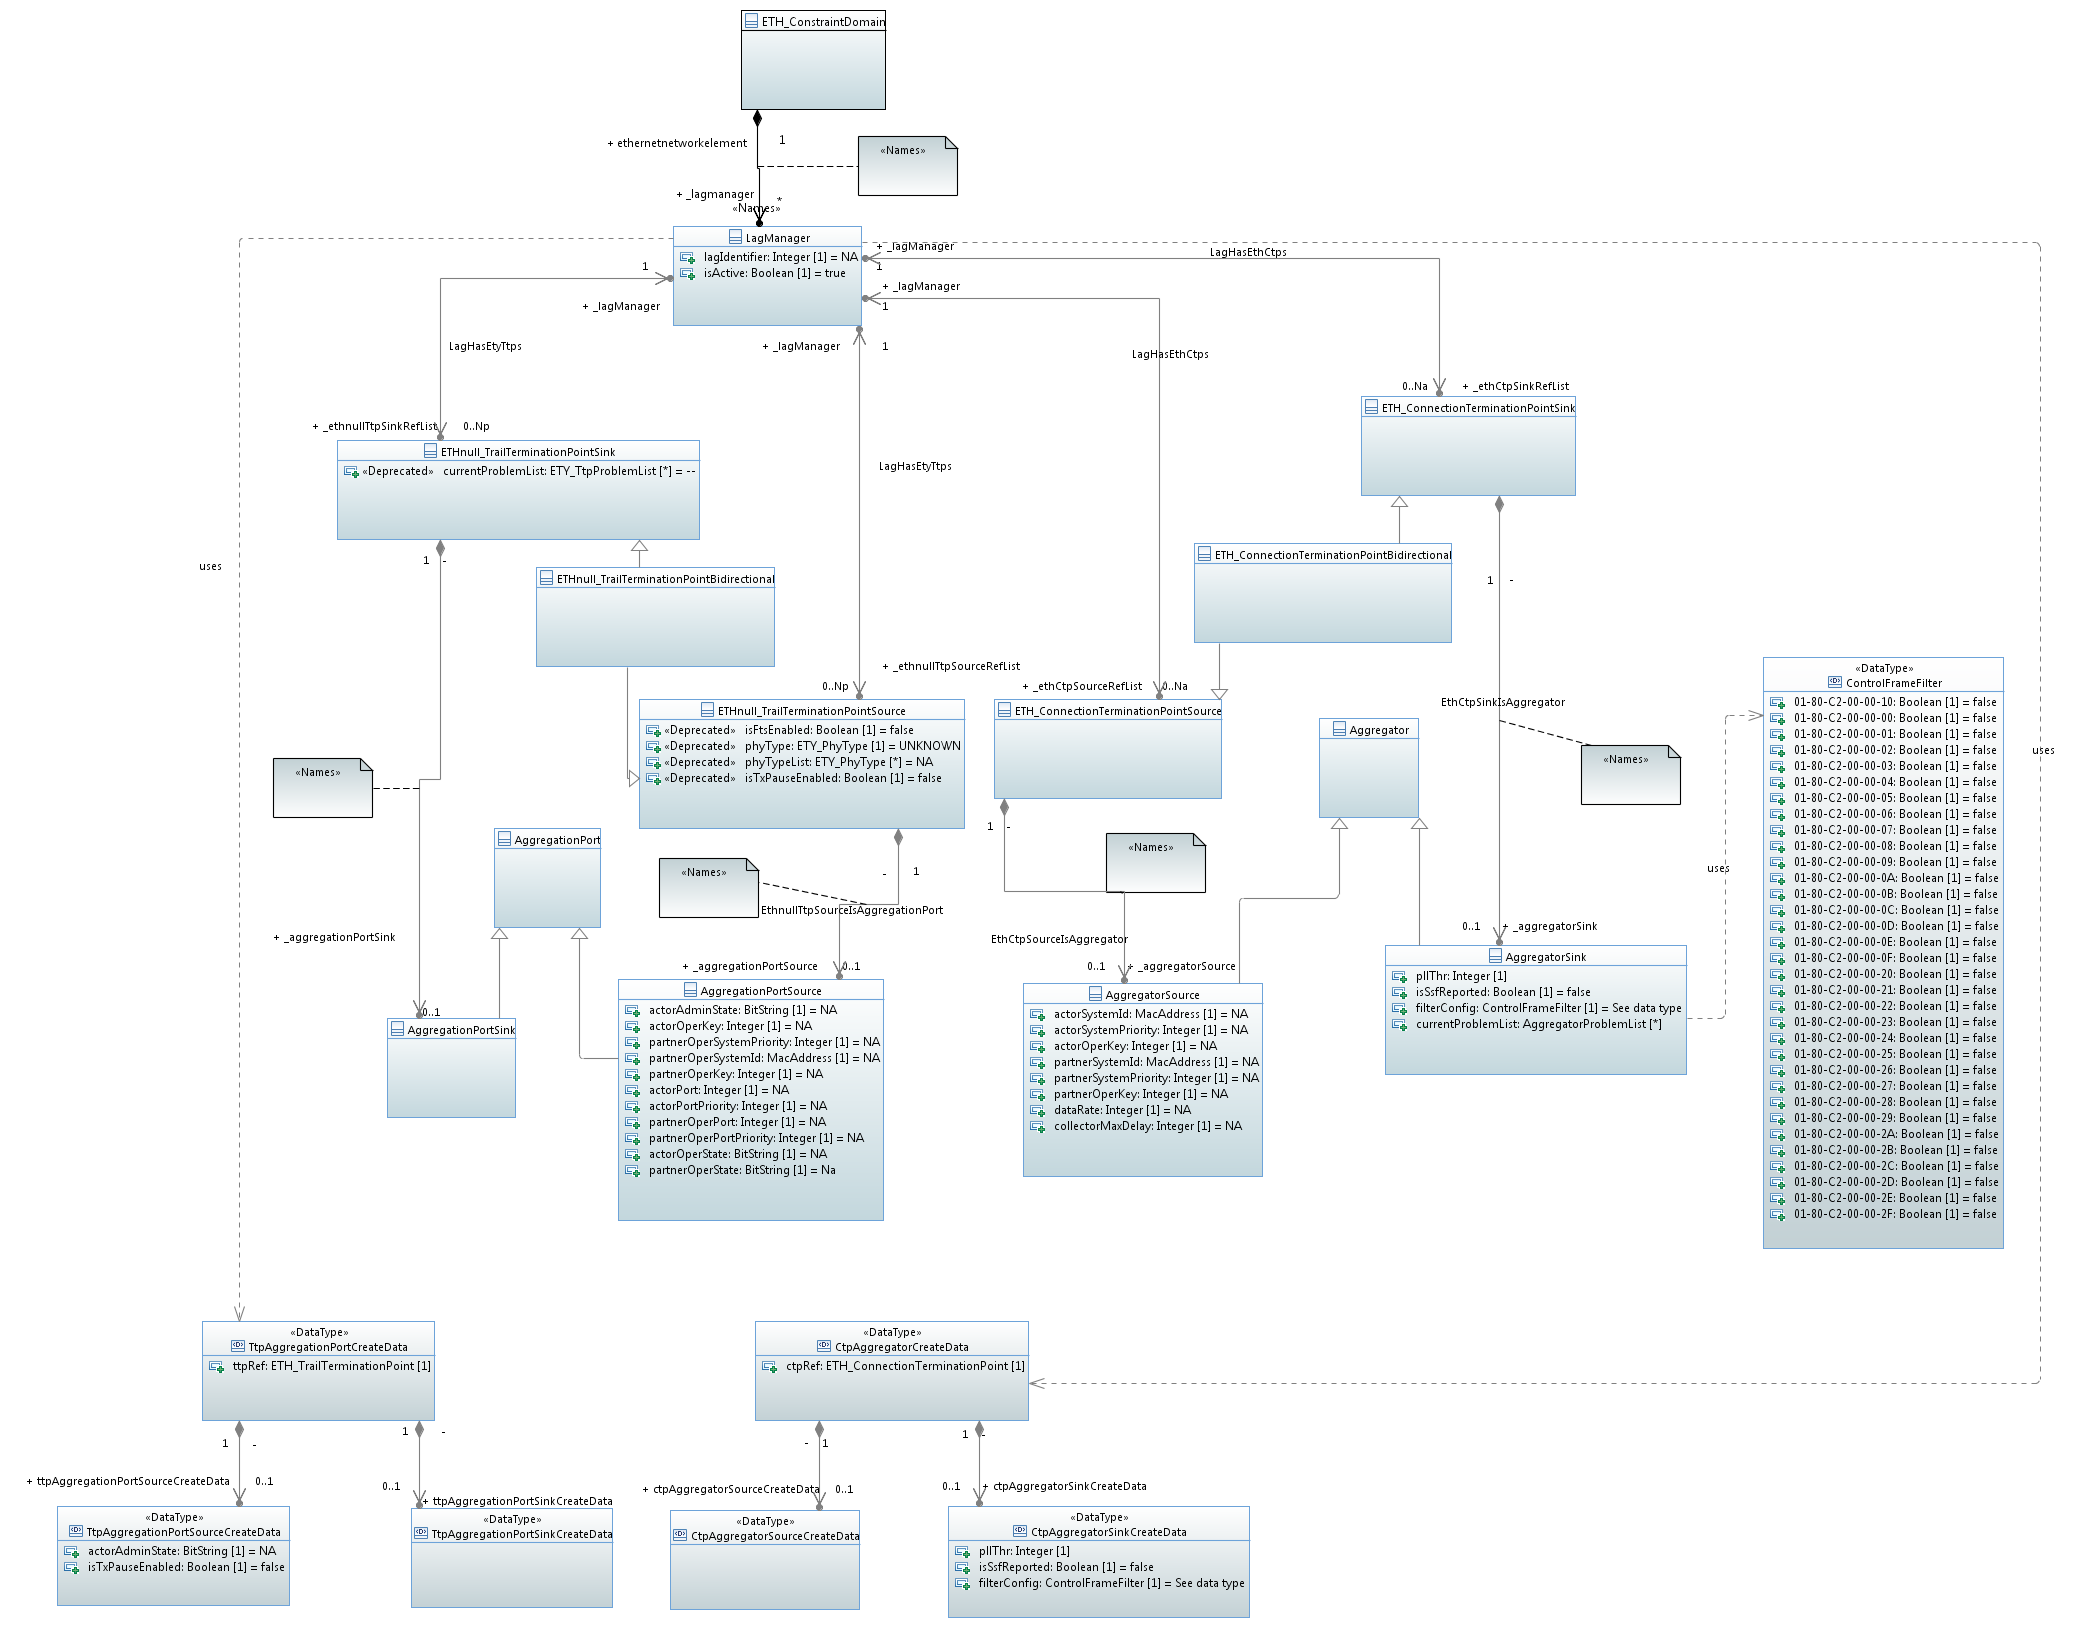 ETH_ConstraintDomain
+ ethernetnetworkelement
1
«Names»
+ _lagmanager
*
«Names»
LagManager
lagIdentifier: Integer [1] = NA
isActive: Boolean [1] = true
+ _lagManager
1
LagHasEthCtps
1
+ _lagManager
+ _lagManager
1
LagHasEtyTtps
+ _lagManager
1
LagHasEthCtps
0..Na
+ _ethCtpSinkRefList
ETH_ConnectionTerminationPointSink
+ _ethnullTtpSinkRefList
0..Np
ETHnull_TrailTerminationPointSink
«Deprecated» currentProblemList: ETY_TtpProblemList [*] = --
LagHasEtyTtps
1
-
uses
ETHnull_TrailTerminationPointBidirectional
ETH_ConnectionTerminationPointBidirectional
1
-
+ _ethnullTtpSourceRefList
0..Np
+ _ethCtpSourceRefList
0..Na
ETHnull_TrailTerminationPointSource
«Deprecated» isFtsEnabled: Boolean [1] = false
«Deprecated» phyType: ETY_PhyType [1] = UNKNOWN
«Deprecated» phyTypeList: ETY_PhyType [*] = NA
«Deprecated» isTxPauseEnabled: Boolean [1] = false
ETH_ConnectionTerminationPointSource
EthCtpSinkIsAggregator
Aggregator
«Names»
«DataType»
ControlFrameFilter
01-80-C2-00-00-10: Boolean [1] = false
01-80-C2-00-00-00: Boolean [1] = false
01-80-C2-00-00-01: Boolean [1] = false
01-80-C2-00-00-02: Boolean [1] = false
01-80-C2-00-00-03: Boolean [1] = false
01-80-C2-00-00-04: Boolean [1] = false
01-80-C2-00-00-05: Boolean [1] = false
01-80-C2-00-00-06: Boolean [1] = false
01-80-C2-00-00-07: Boolean [1] = false
01-80-C2-00-00-08: Boolean [1] = false
01-80-C2-00-00-09: Boolean [1] = false
01-80-C2-00-00-0A: Boolean [1] = false
01-80-C2-00-00-0B: Boolean [1] = false
01-80-C2-00-00-0C: Boolean [1] = false
01-80-C2-00-00-0D: Boolean [1] = false
01-80-C2-00-00-0E: Boolean [1] = false
01-80-C2-00-00-0F: Boolean [1] = false
01-80-C2-00-00-20: Boolean [1] = false
01-80-C2-00-00-21: Boolean [1] = false
01-80-C2-00-00-22: Boolean [1] = false
01-80-C2-00-00-23: Boolean [1] = false
01-80-C2-00-00-24: Boolean [1] = false
01-80-C2-00-00-25: Boolean [1] = false
01-80-C2-00-00-26: Boolean [1] = false
01-80-C2-00-00-27: Boolean [1] = false
01-80-C2-00-00-28: Boolean [1] = false
01-80-C2-00-00-29: Boolean [1] = false
01-80-C2-00-00-2A: Boolean [1] = false
01-80-C2-00-00-2B: Boolean [1] = false
01-80-C2-00-00-2C: Boolean [1] = false
01-80-C2-00-00-2D: Boolean [1] = false
01-80-C2-00-00-2E: Boolean [1] = false
01-80-C2-00-00-2F: Boolean [1] = false
uses
uses
«Names»
AggregationPort
«Names»
-
1
EthnullTtpSourceIsAggregationPort
1
-
«Names»
EthCtpSourceIsAggregator
+ _aggregationPortSink
0..1
AggregationPortSink
+ _aggregationPortSource
0..1
AggregationPortSource
actorAdminState: BitString [1] = NA
actorOperKey: Integer [1] = NA
partnerOperSystemPriority: Integer [1] = NA
partnerOperSystemId: MacAddress [1] = NA
partnerOperKey: Integer [1] = NA
actorPort: Integer [1] = NA
actorPortPriority: Integer [1] = NA
partnerOperPort: Integer [1] = NA
partnerOperPortPriority: Integer [1] = NA
actorOperState: BitString [1] = NA
partnerOperState: BitString [1] = Na
0..1
+ _aggregatorSource
AggregatorSource
actorSystemId: MacAddress [1] = NA
actorSystemPriority: Integer [1] = NA
actorOperKey: Integer [1] = NA
partnerSystemId: MacAddress [1] = NA
partnerSystemPriority: Integer [1] = NA
partnerOperKey: Integer [1] = NA
dataRate: Integer [1] = NA
collectorMaxDelay: Integer [1] = NA
0..1
+ _aggregatorSink
AggregatorSink
pllThr: Integer [1]
isSsfReported: Boolean [1] = false
filterConfig: ControlFrameFilter [1] = See data type
currentProblemList: AggregatorProblemList [*]
«DataType»
TtpAggregationPortCreateData
ttpRef: ETH_TrailTerminationPoint [1]
«DataType»
CtpAggregatorCreateData
ctpRef: ETH_ConnectionTerminationPoint [1]
1
-
1
-
-
1
1
-
+ ttpAggregationPortSourceCreateData
0..1
0..1
+ ttpAggregationPortSinkCreateData
+ ctpAggregatorSourceCreateData
0..1
0..1
+ ctpAggregatorSinkCreateData
«DataType»
TtpAggregationPortSourceCreateData
actorAdminState: BitString [1] = NA
isTxPauseEnabled: Boolean [1] = false
«DataType»
TtpAggregationPortSinkCreateData
«DataType»
CtpAggregatorSourceCreateData
«DataType»
CtpAggregatorSinkCreateData
pllThr: Integer [1]
isSsfReported: Boolean [1] = false
filterConfig: ControlFrameFilter [1] = See data type